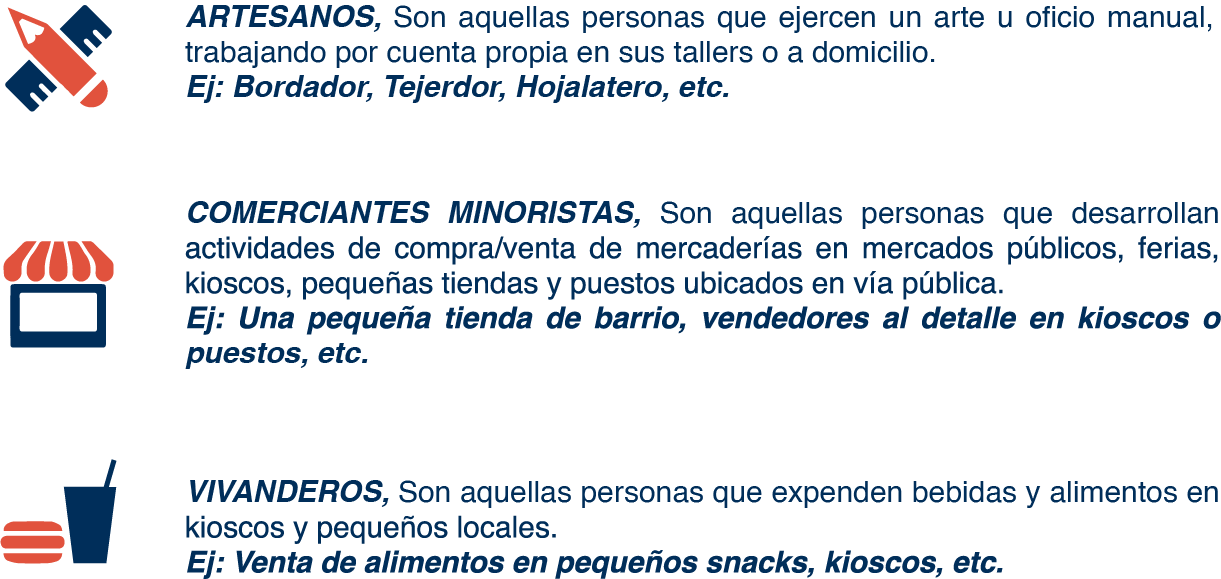 ARTESANOS, Son aquellas personas que ejercen un arte u oficio manual,
trabajando por cuenta propia en sus tallers o a domicilio.
Ej: Bordador, Tejerdor, Hojalatero, etc.
COMERCIANTES MINORISTAS, Son aquellas personas que desarrollan
actividades de compra/venta de mercaderías en mercados públicos, ferias,
kioscos, pequeñas tiendas y puestos ubicados en vía pública.
Ej: Una pequeña tienda de barrio, vendedores al detalle en kioscos o
puestos, etc.
VIVANDEROS, Son aquellas personas que expenden bebidas y alimentos en
kioscos y pequeños locales.
Ej: Venta de alimentos en pequeños snacks, kioscos, etc.